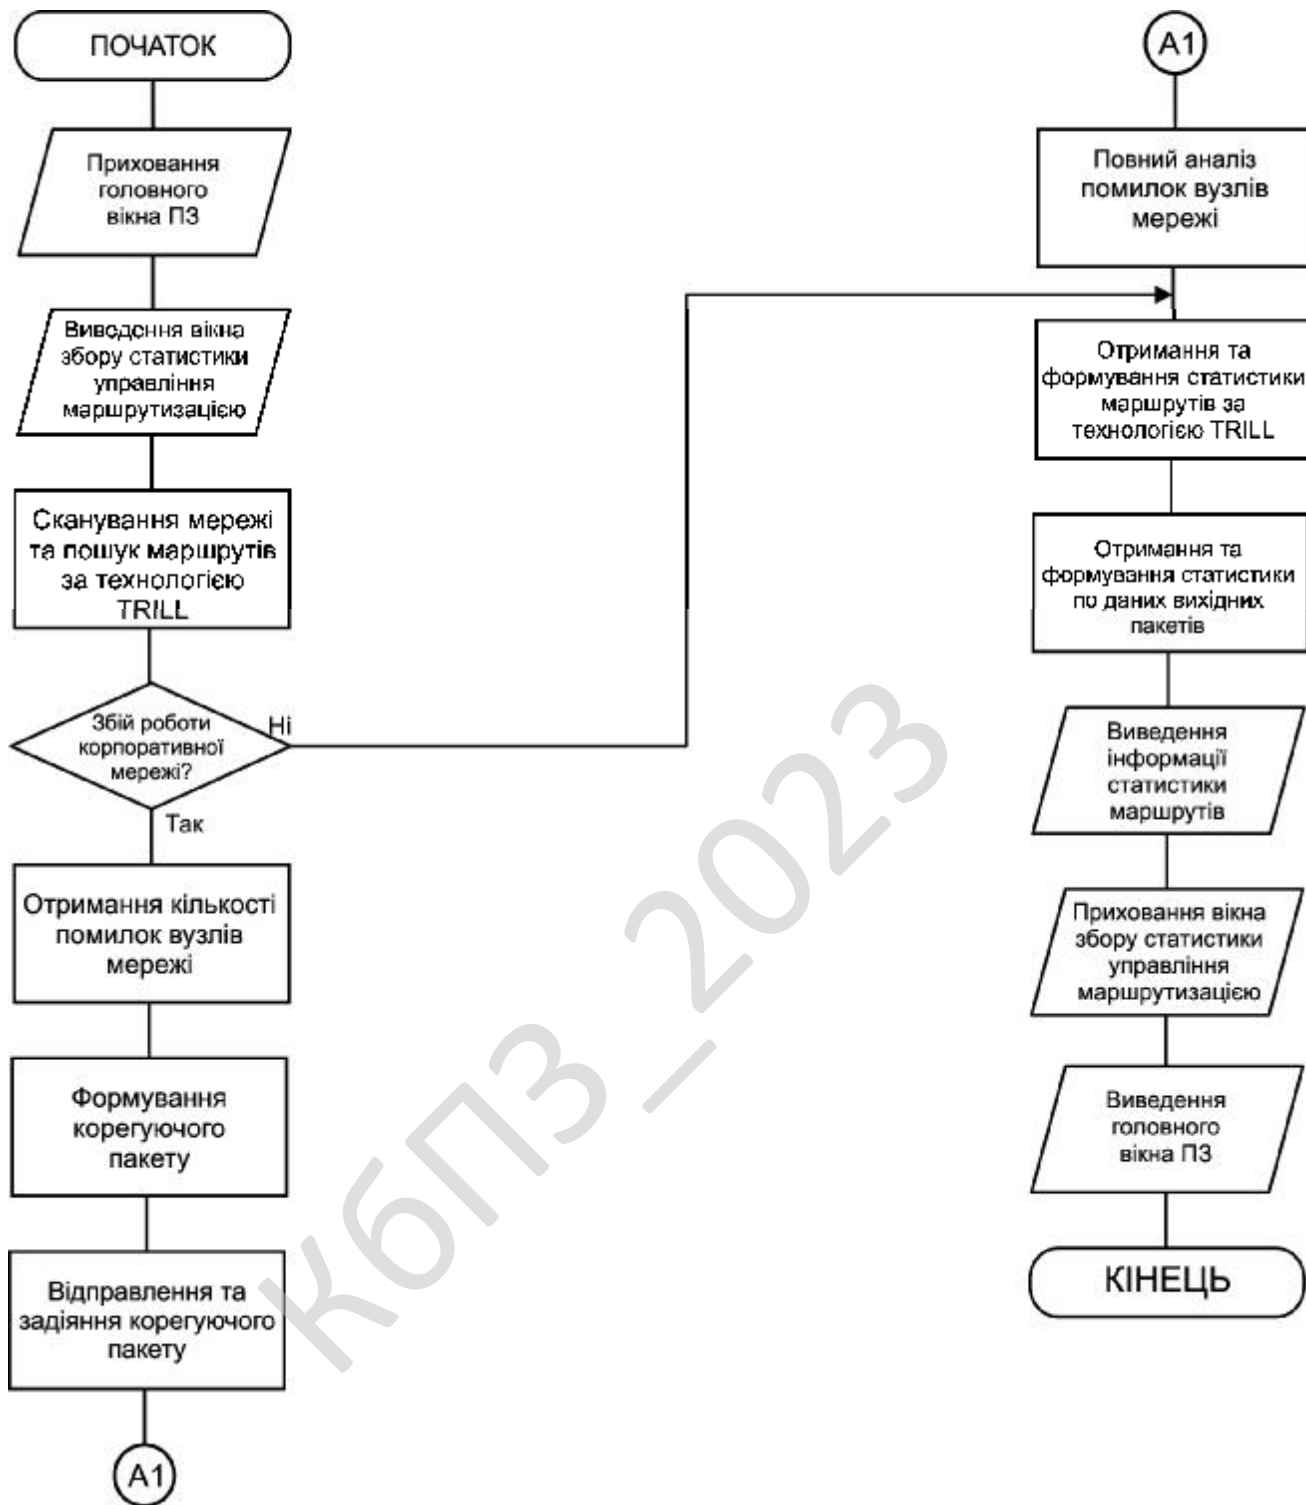 ПОЧАТОК
Приховання
головного
вікна ПЗ
Виведення вікна
збору статистики
управління
маршрутизацією
Сканування мережі
та пошук маршрутів
за технологією
TRILL
Збій роботи
корпоративної
мережі?
Ні
Так
Отримання кількості
помилок вузлів
мережі
Формування
корегуючого
пакету
Відправлення та
задіяння корегуючого
пакету
А1
А1
Повний аналіз
помилок вузлів
мережі
Отримання та
формування статистики
маршрутів за
технологією TRILL
Отримання та
формування статистики
по даних вихідних
пакетів
Виведення
інформації
статистики
маршрутів
Приховання вікна
збору статистики
управління
маршрутизацією
Виведення
головного
вікна ПЗ
КІНЕЦЬ
КбПЗ_2023